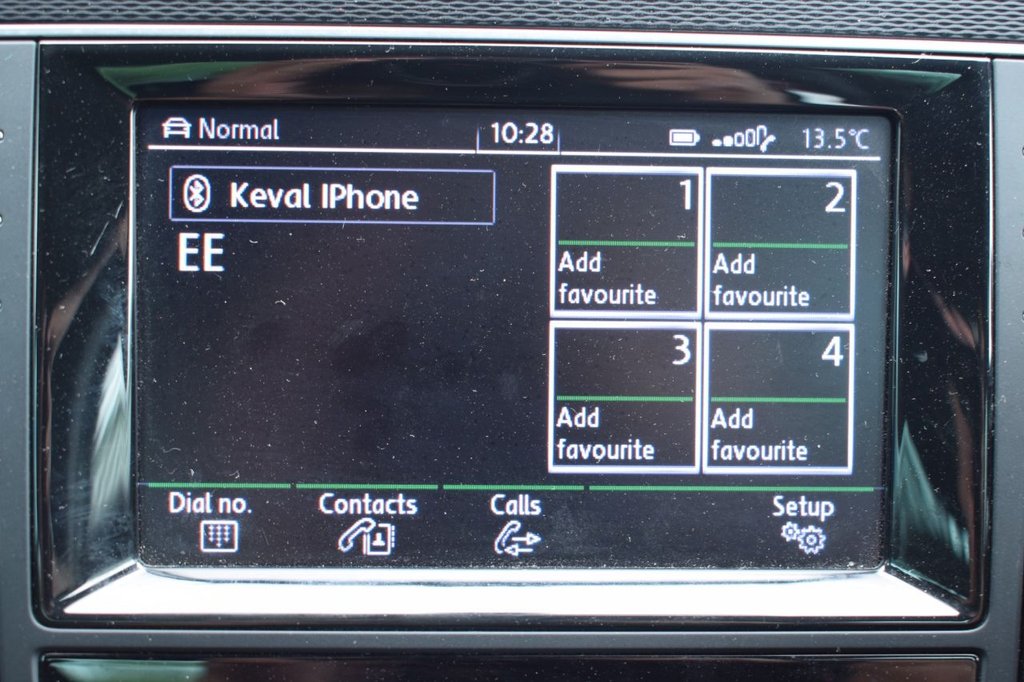 Normal
10:28
13.5°C
Keval IPhone
EE
1
Add
favourite
2
Add
favourite
3
Add
favourite
4
Add
favourite
Dial no.
Contacts
Calls
Setup